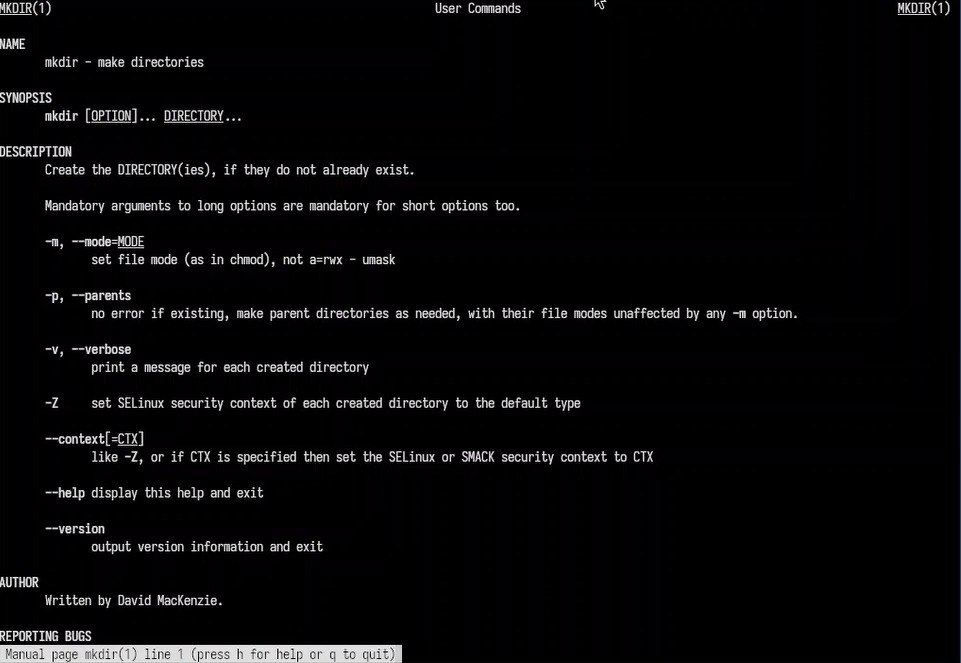 MKDIR(1) User Commands MKDIR(1)
NAME
mkdir - make directories
SYNOPSIS
mkdir [OPTION]... DIRECTORY...
DESCRIPTION
Create the DIRECTORY(ies), if they do not already exist.
Mandatory arguments to long options are mandatory for short options too.
-m, --mode=MODE
set file mode (as in chmod), not a=rwx - umask
-p, --parents
no error if existing, make parent directories as needed, with their file modes unaffected by any -m option.
-v, --verbose
print a message for each created directory
-Z set SELinux security context of each created directory to the default type
--context[=CTX]
like -Z, or if CTX is specified then set the SELinux or SMACK security context to CTX
--help display this help and exit
--version
output version information and exit
AUTHOR
Written by David MacKenzie.
REPORTING BUGS
Manual page mkdir(1) line 1 (press h for help or q to quit)